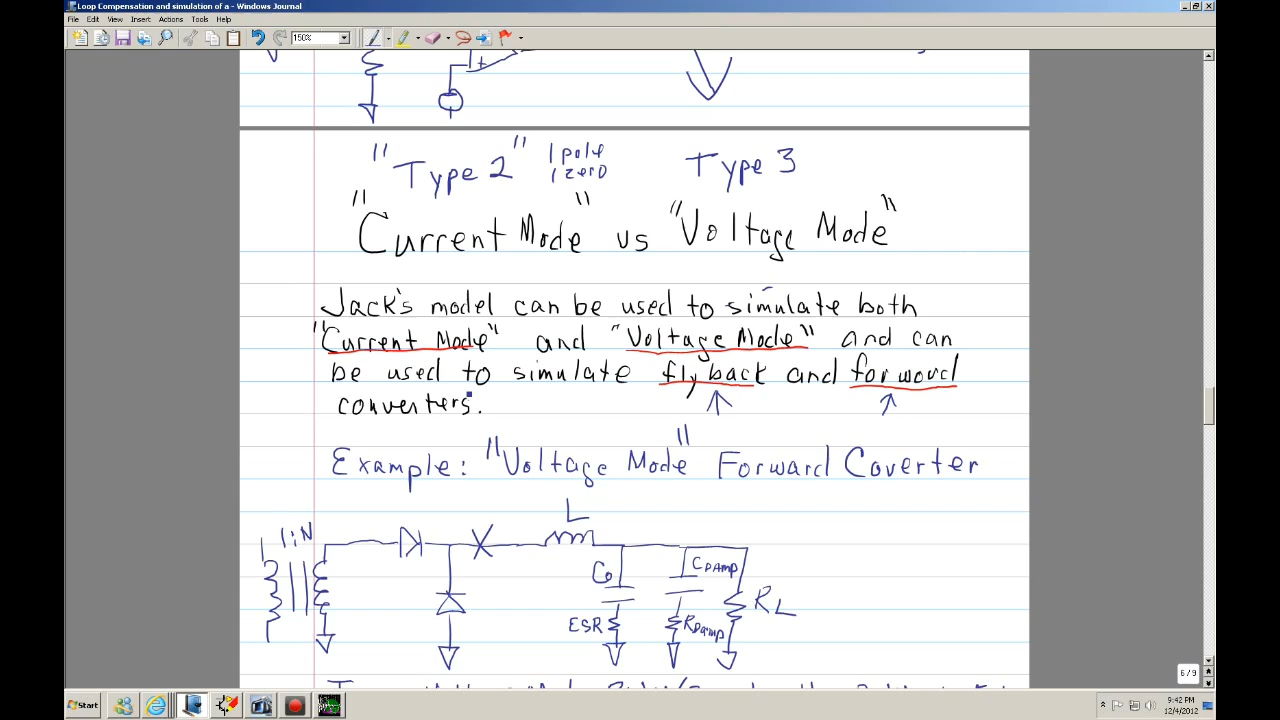 Loop Compensation and simulation of a - Windows Journal
File Edit View Insert Actions Tools Help
150%
"Type 2" 1 pole
1 zero
Type 3
"Current Mode" vs "Voltage Mode"
Jack's model can be used to simulate both
"Current Mode" and "Voltage Mode" and can
be used to simulate flyback and forward
converters.
Example: "Voltage Mode" Forward Coverter
1:N
L
Co
CDAMP
RL
ESR
RDamp
6 / 9
Start
9:42 PM
12/4/2012